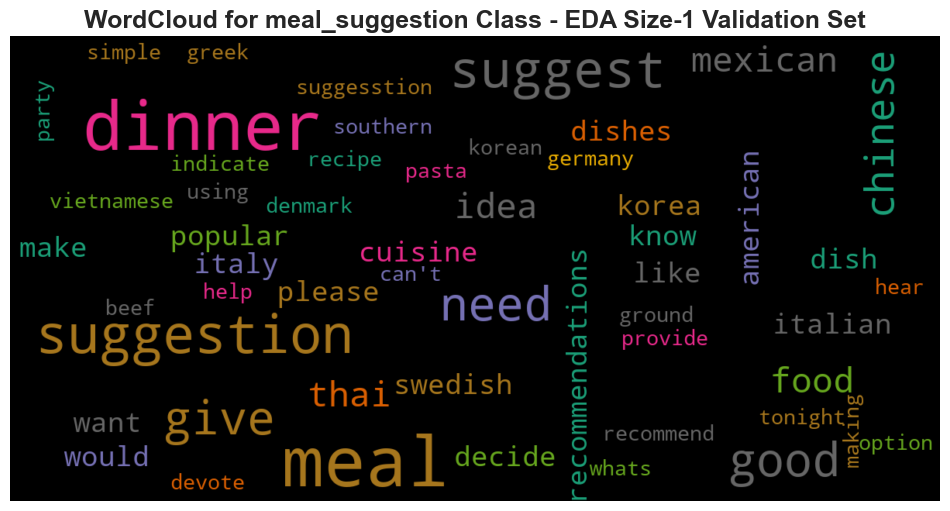 WordCloud for meal_suggestion Class - EDA Size-1 Validation Set
simple
greek
suggest
mexican
chinese
party
suggesstion
dinner
southern
dishes
korean
germany
indicate
recipe
pasta
american
vietnamese
using
denmark
idea
korea
make
popular
cuisine
know
italy
can't
like
dish
help
please
need
hear
beef
ground
provide
italian
suggestion
recommendations
thai
swedish
food
want
give
tonight
making
would
meal
decide
recommend
good
option
devote
whats